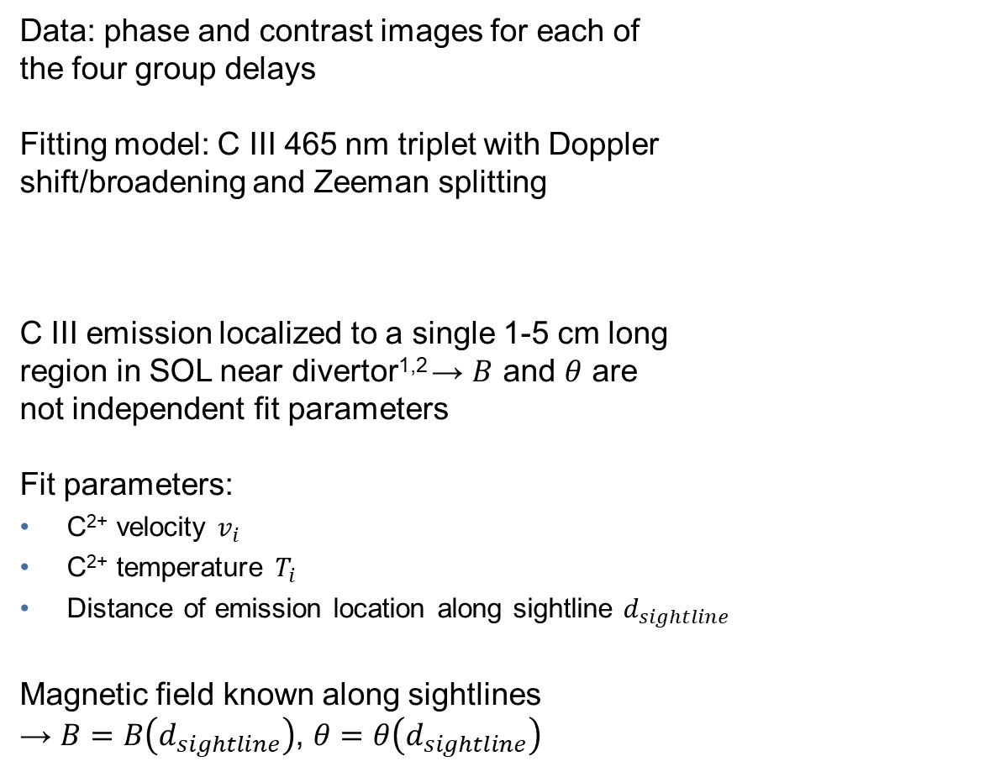 Data: phase and contrast images for each of
the four group delays
Fitting model: C III 465 nm triplet with Doppler
shift/broadening and Zeeman splitting
C III emission localized to a single 1-5 cm long
region in SOL near divertor¹,² → B and θ are
not independent fit parameters
Fit parameters:
• C²⁺ velocity vᵢ
• C²⁺ temperature Tᵢ
• Distance of emission location along sightline d_sightline
Magnetic field known along sightlines
→ B = B(d_sightline), θ = θ(d_sightline)